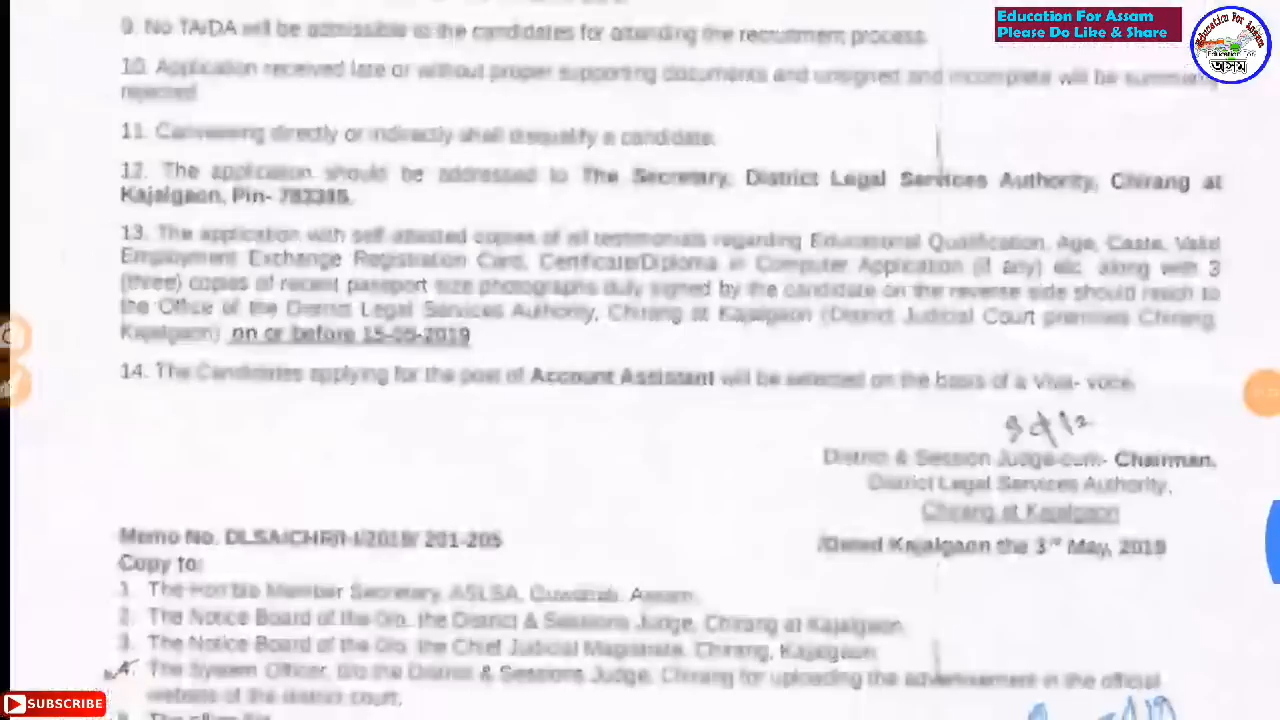 Education For Assam
Please Do Like & Share
Education For Assam
Education For
অসম
9. No TA/DA will be admissible to the candidates for attending the recruitment process.
10. Application received late or without proper supporting documents and unsigned and incomplete will be summarily
rejected
11. Canvassing directly or indirectly shall disqualify a candidate.
12. The application should be addressed to The Secretary, District Legal Services Authority, Chirang at
Kajalgaon, Pin-
13. The application with self attested copies of all testimonials regarding Educational Qualification, Age, Caste, Valid
Employment Exchange Registration Card, Certificate/Diploma in Computer Application (if any) etc along with 3
(three) copies of recent passport size photographs duly signed by the candidate on the reverse side should reach to
the Office of the District Legal Services Authority, Chirang at Kajalgaon (District Judicial Court premises Chirang,
Kajalgaon) on or before 15-05-2019
14. The Candidates applying for the post of Account Assistant will be selected on the basis of a Viva- voce.
District & Session Judge-cum- Chairman,
District Legal Services Authority,
Chirang at Kajalgaon
Memo No. 201-205
/Dated Kajalgaon the 3rd May, 2019
Copy to:
1. The Hon'ble Member Secretary, ASLSA, Guwahati, Assam.
2. The Notice Board of the O/o. the District & Sessions Judge, Chirang at Kajalgaon
3. The Notice Board of the O/o. the Chief Judicial Magistrate, Chirang, Kajalgaon
4. The System Officer, O/o the District & Sessions Judge, Chirang for uploading the advertisement in the official
website of the district court.
SUBSCRIBE